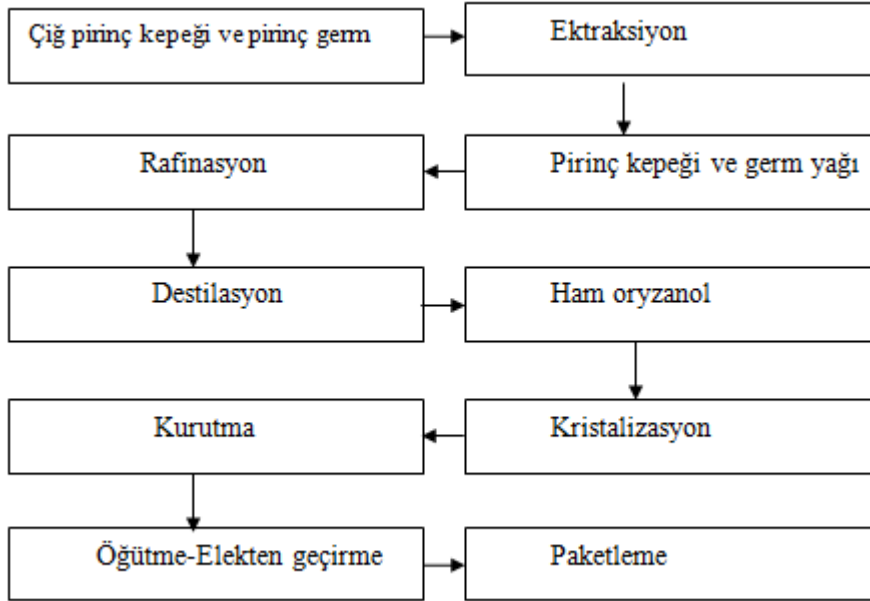 Çiğ pirinç kepeği ve pirinç germ
Ektraksiyon
Pirinç kepeği ve germ yağı
Rafinasyon
Destilasyon
Ham oryzanol
Kristalizasyon
Kurutma
Öğütme-Elekten geçirme
Paketleme